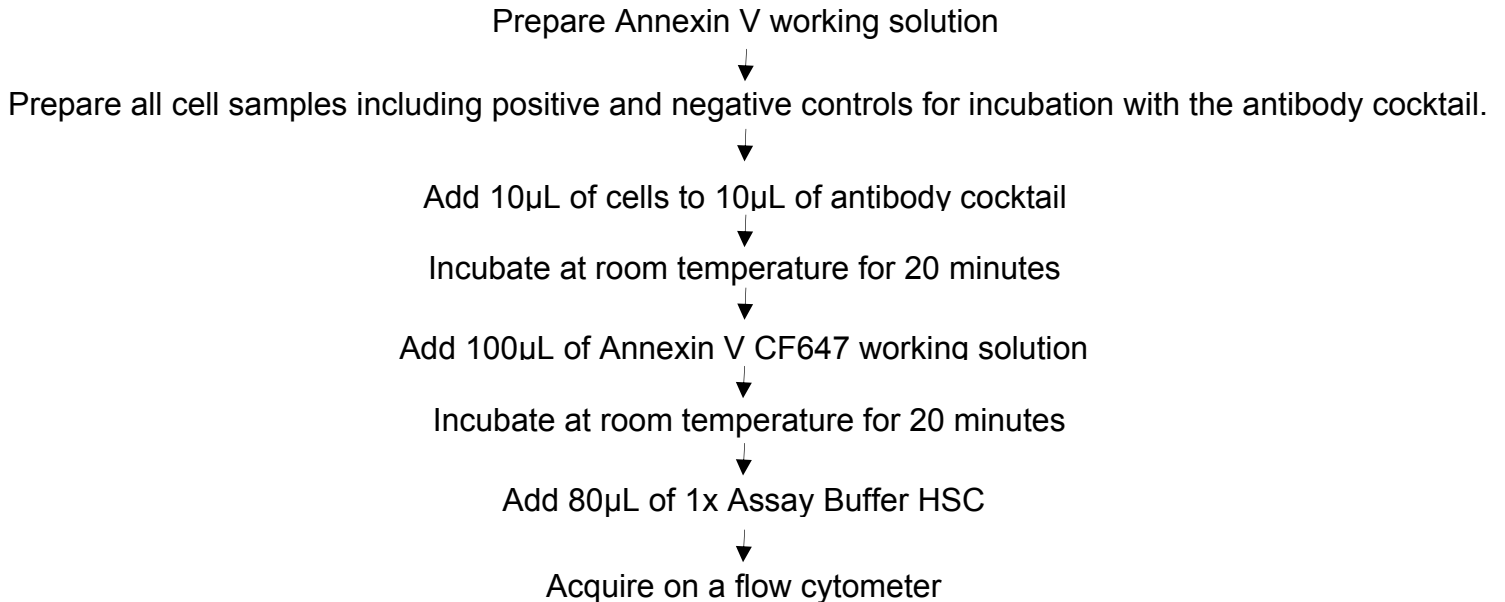 Prepare Annexin V working solution
Prepare all cell samples including positive and negative controls for incubation with the antibody cocktail.
Add 10µL of cells to 10µL of antibody cocktail
Incubate at room temperature for 20 minutes
Add 100µL of Annexin V CF647 working solution
Incubate at room temperature for 20 minutes
Add 80µL of 1x Assay Buffer HSC
Acquire on a flow cytometer